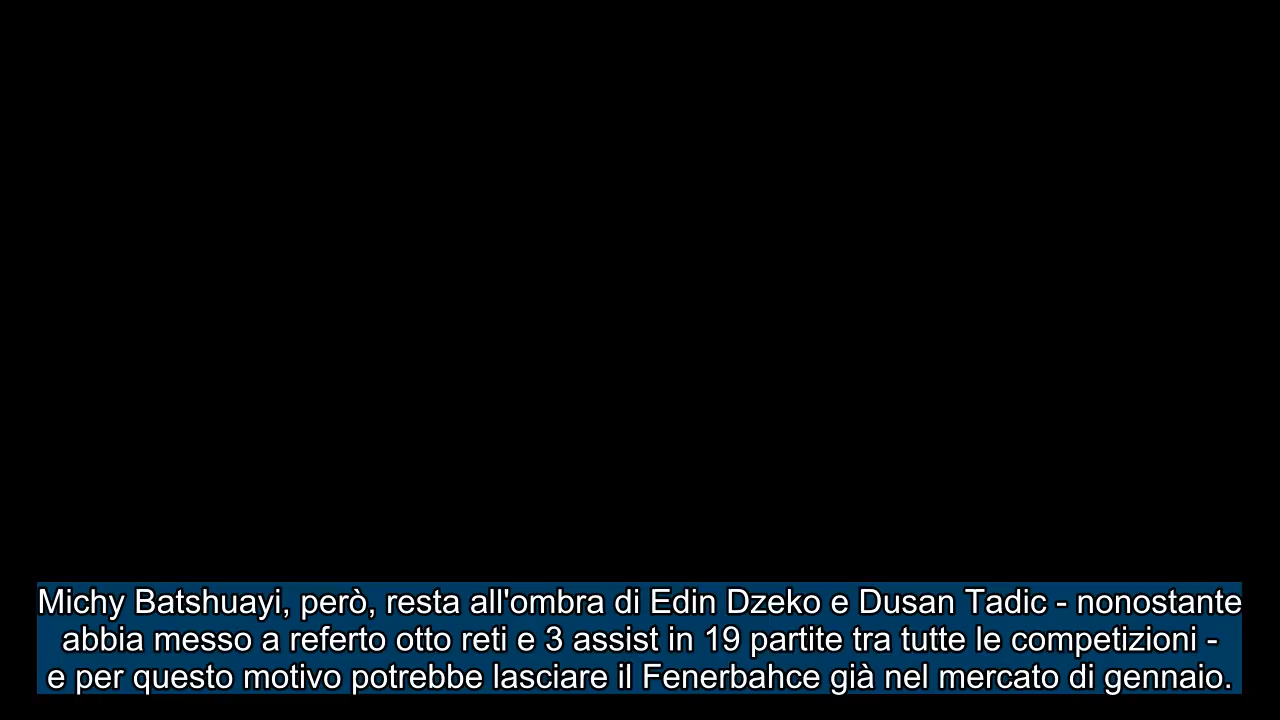 Michy Batshuayi, però, resta all'ombra di Edin Dzeko e Dusan Tadic - nonostante
abbia messo a referto otto reti e 3 assist in 19 partite tra tutte le competizioni -
e per questo motivo potrebbe lasciare il Fenerbahce già nel mercato di gennaio.